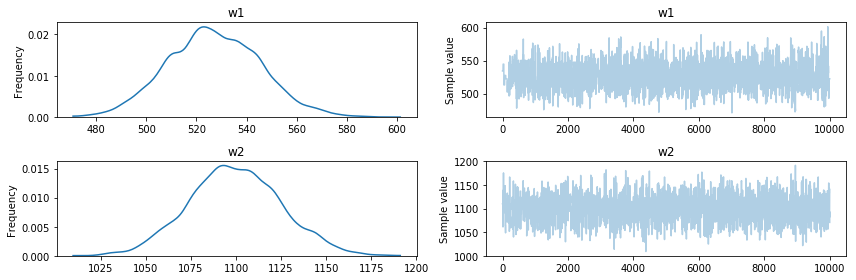 w1
Frequency
0.02
0.01
0.00
480 500 520 540 560 580 600
w1
Sample value
600
550
500
0 2000 4000 6000 8000 10000
w2
Frequency
0.015
0.010
0.005
0.000
1025 1050 1075 1100 1125 1150 1175 1200
w2
Sample value
1200
1150
1100
1050
1000
0 2000 4000 6000 8000 10000